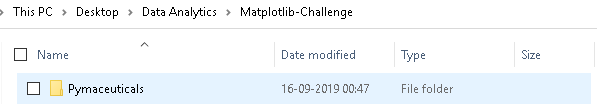 This PC Desktop Data Analytics Matplotlib-Challenge
Name Date modified Type Size
Pymaceuticals 16-09-2019 00:47 File folder